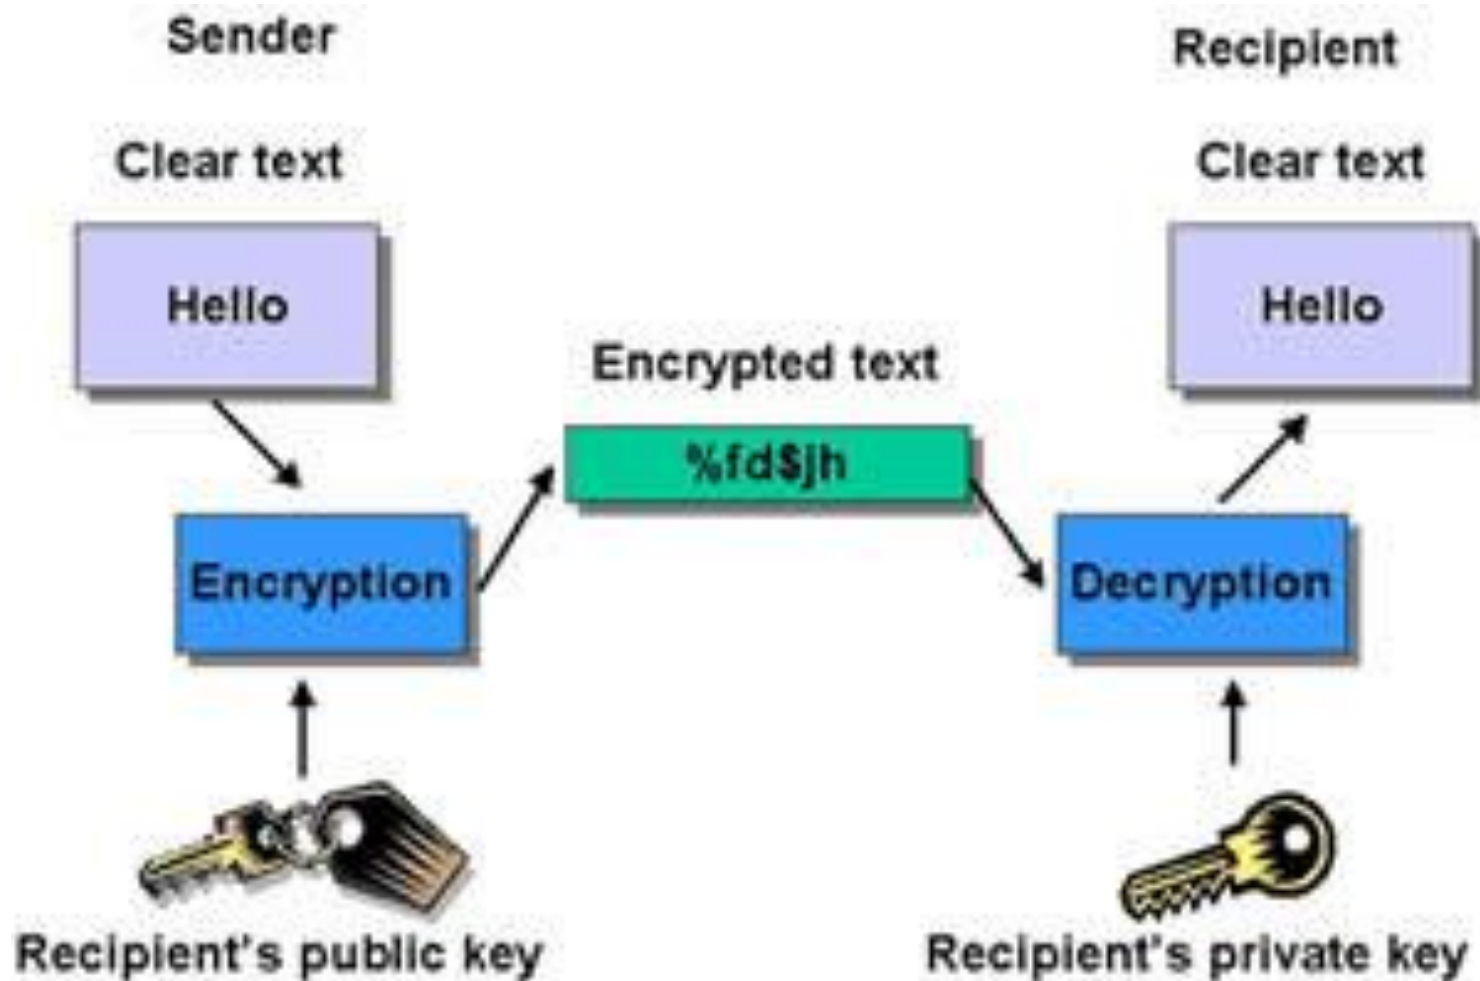 Sender
Recipient
Clear text
Clear text
Hello
Hello
Encrypted text
%fd$jh
Encryption
Decryption
Recipient's public key
Recipient's private key